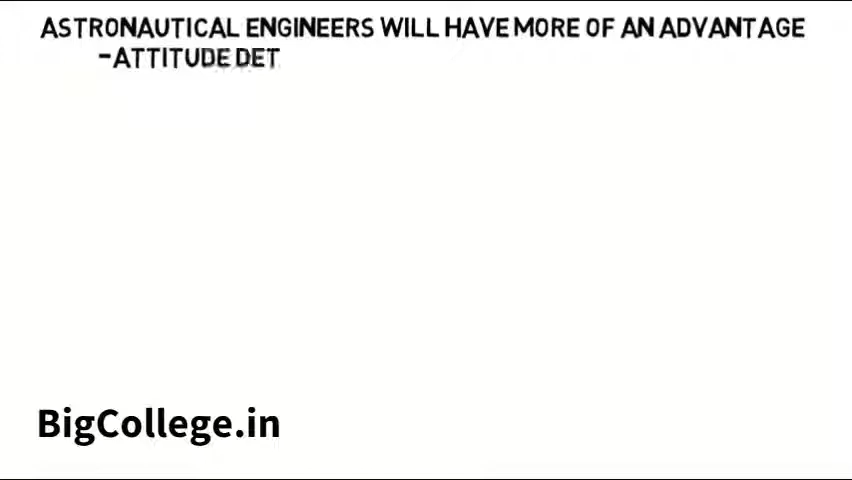 ASTRONAUTICAL ENGINEERS WILL HAVE MORE OF AN ADVANTAGE
-ATTITUDE DET
BigCollege.in